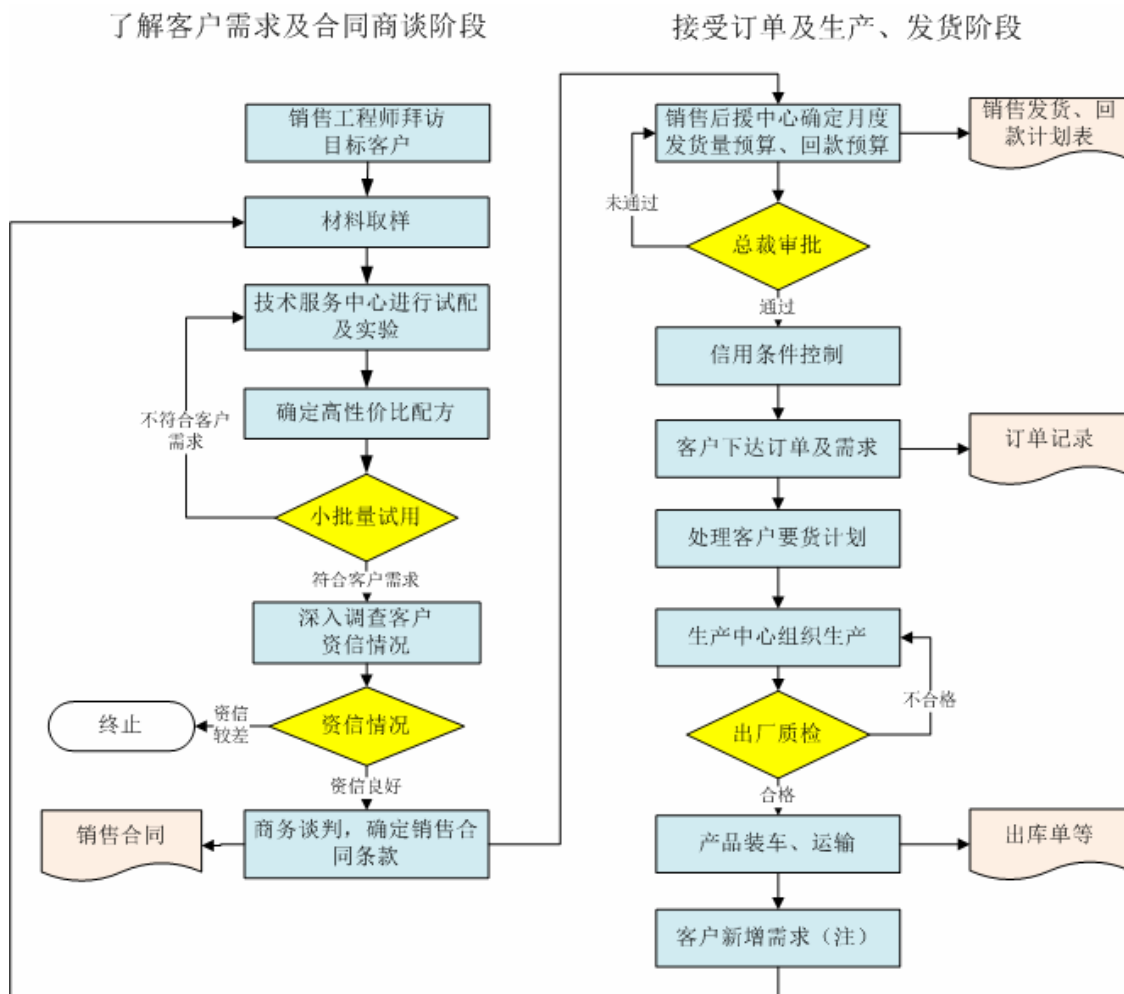 了解客户需求及合同商谈阶段
销售工程师拜访
目标客户
材料取样
技术服务中心进行试配
及实验
确定高性价比配方
不符合客户
需求
小批量试用
符合客户需求
深入调查客户
资信情况
资信情况
资信
较差
终止
资信良好
商务谈判，确定销售合
同条款
销售合同
接受订单及生产、发货阶段
销售后援中心确定月度
发货量预算、回款预算
销售发货、回
款计划表
未通过
总裁审批
通过
信用条件控制
客户下达订单及需求
订单记录
处理客户要货计划
生产中心组织生产
不合格
出厂质检
合格
产品装车、运输
出库单等
客户新增需求（注）